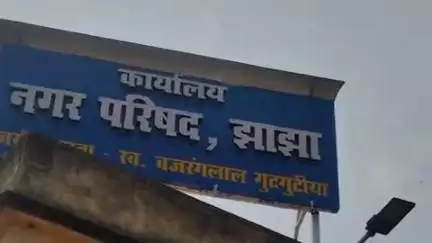 कार्यालय
नगर परिषद, झाझा
स्व. बजरंगलाल गुटगुटीया